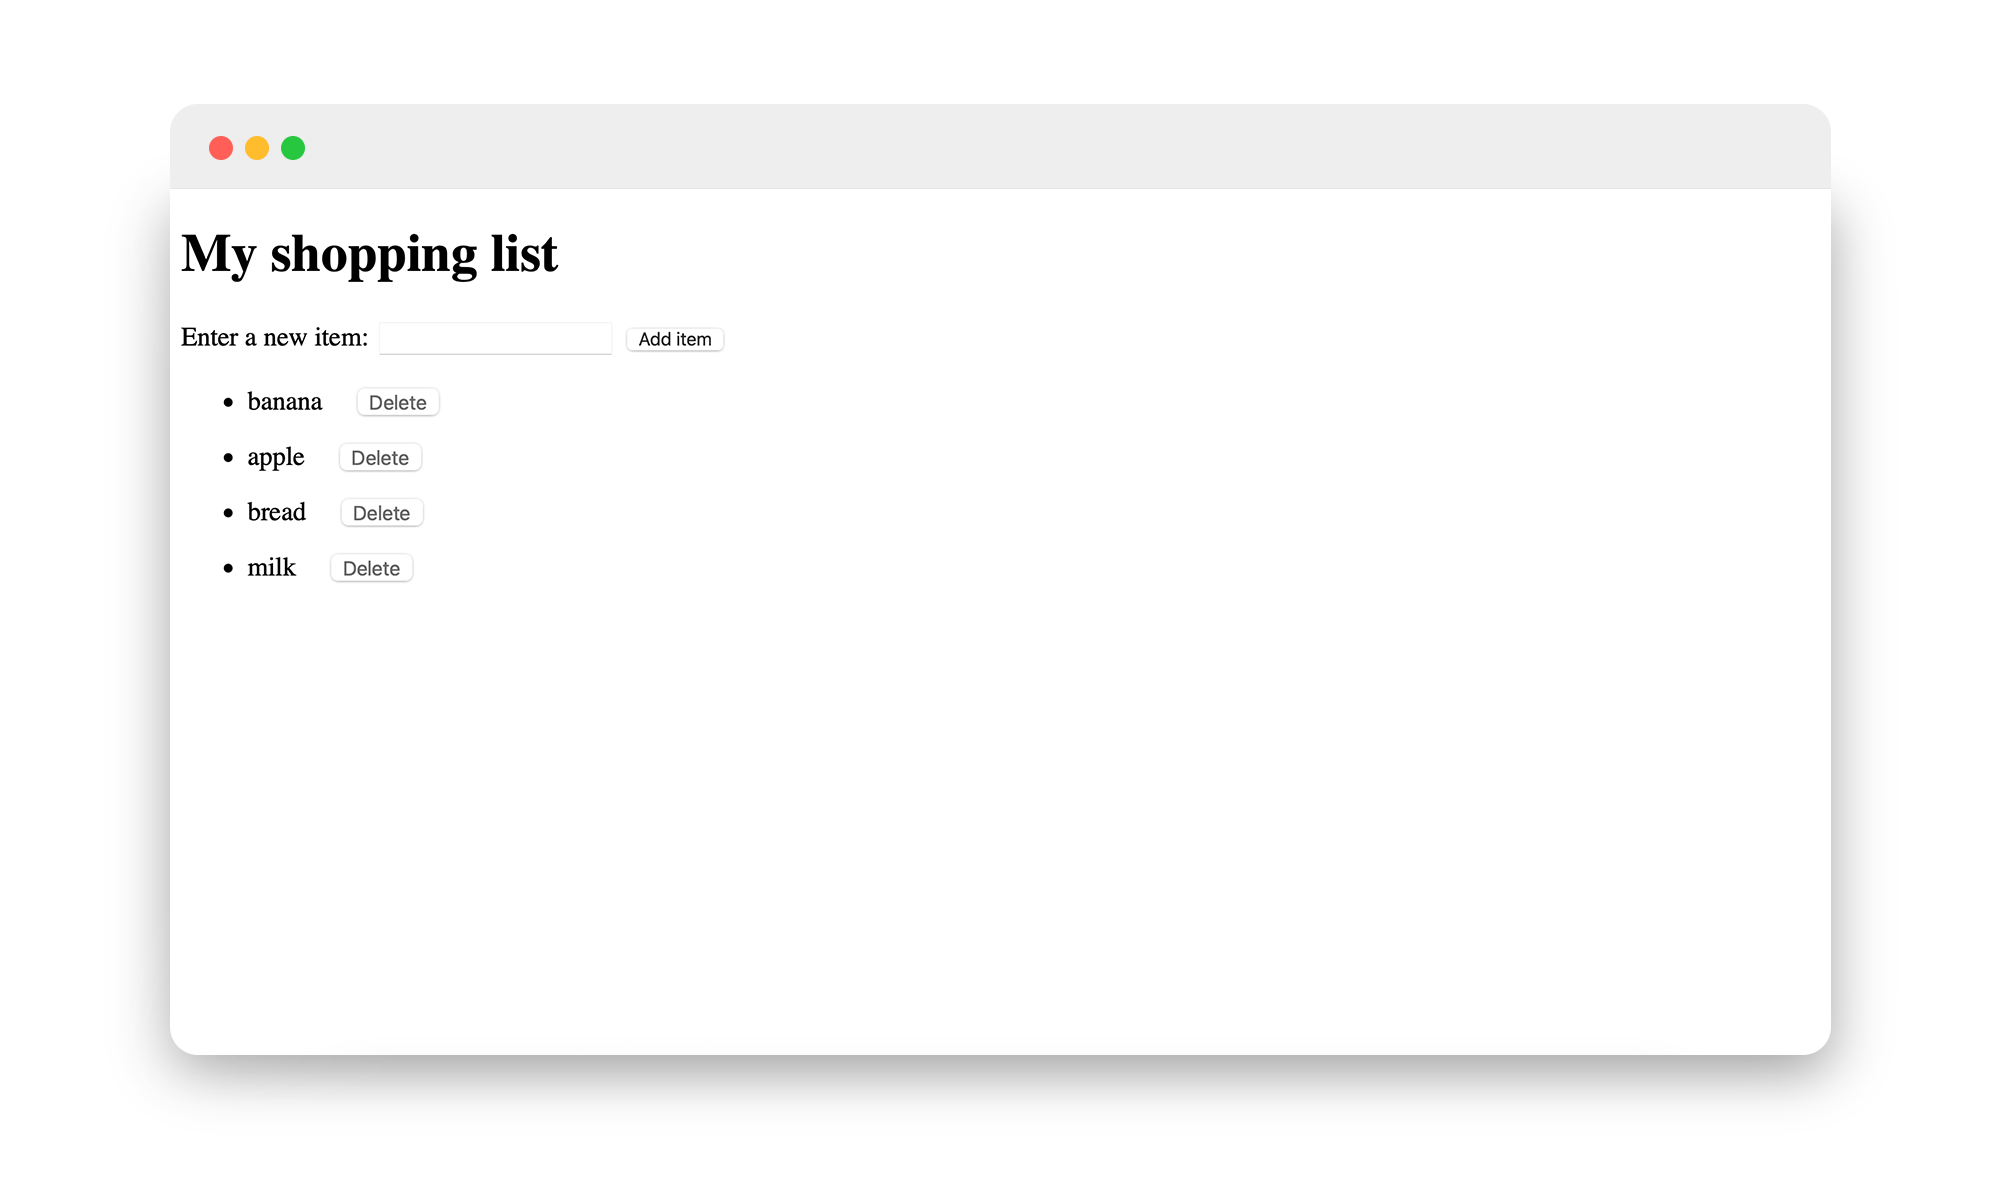 My shopping list
Enter a new item: Add item
banana Delete
apple Delete
bread Delete
milk Delete